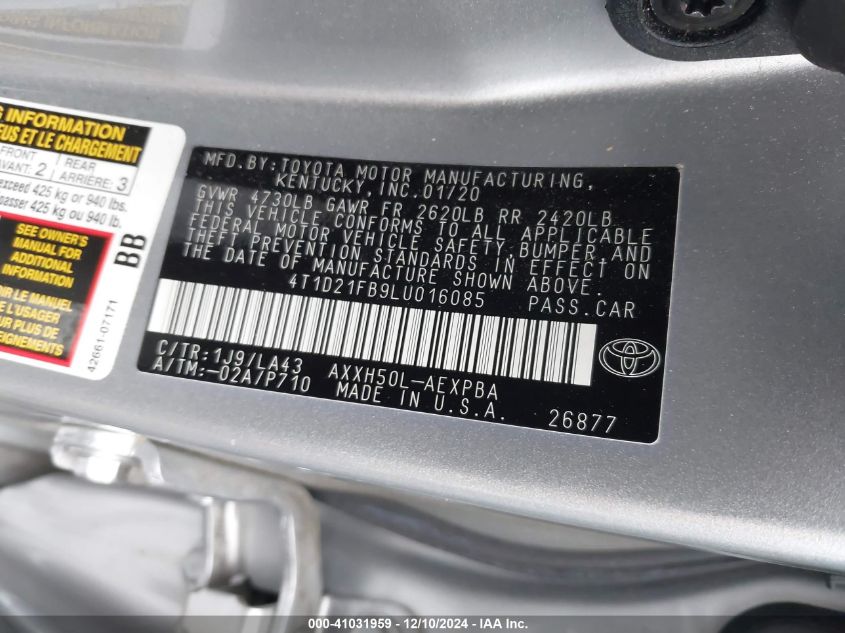 INFORMATION
EUS ET LE CHARGEMENT
FRONT
AVANT: 2
REAR
ARRIÈRE: 3
exceed 425 kg or 940 lbs.
passer 425 kg ou 940 lb.
SEE OWNER'S
MANUAL FOR
ADDITIONAL
INFORMATION
IR LE MANUEL
UR PLUS DE
EIGNEMENTS
42661-07171
BB
MFD. BY: TOYOTA MOTOR MANUFACTURING,
KENTUCKY, INC. 01/20
GVWR 4730LB GAWR FR 2620LB RR 2420LB
THIS VEHICLE CONFORMS TO ALL APPLICABLE
FEDERAL MOTOR VEHICLE SAFETY, BUMPER, AND
THEFT PREVENTION STANDARDS IN EFFECT ON
THE DATE OF MANUFACTURE SHOWN ABOVE.
4T1D21FB9LU016085 PASS. CAR
C/TR: 1J9/LA43 AXXH50L-AEXPBA
A/TM: -02A/P710 MADE IN U.S.A.
26877
000-41031959 - 12/10/2024 - IAA Inc.